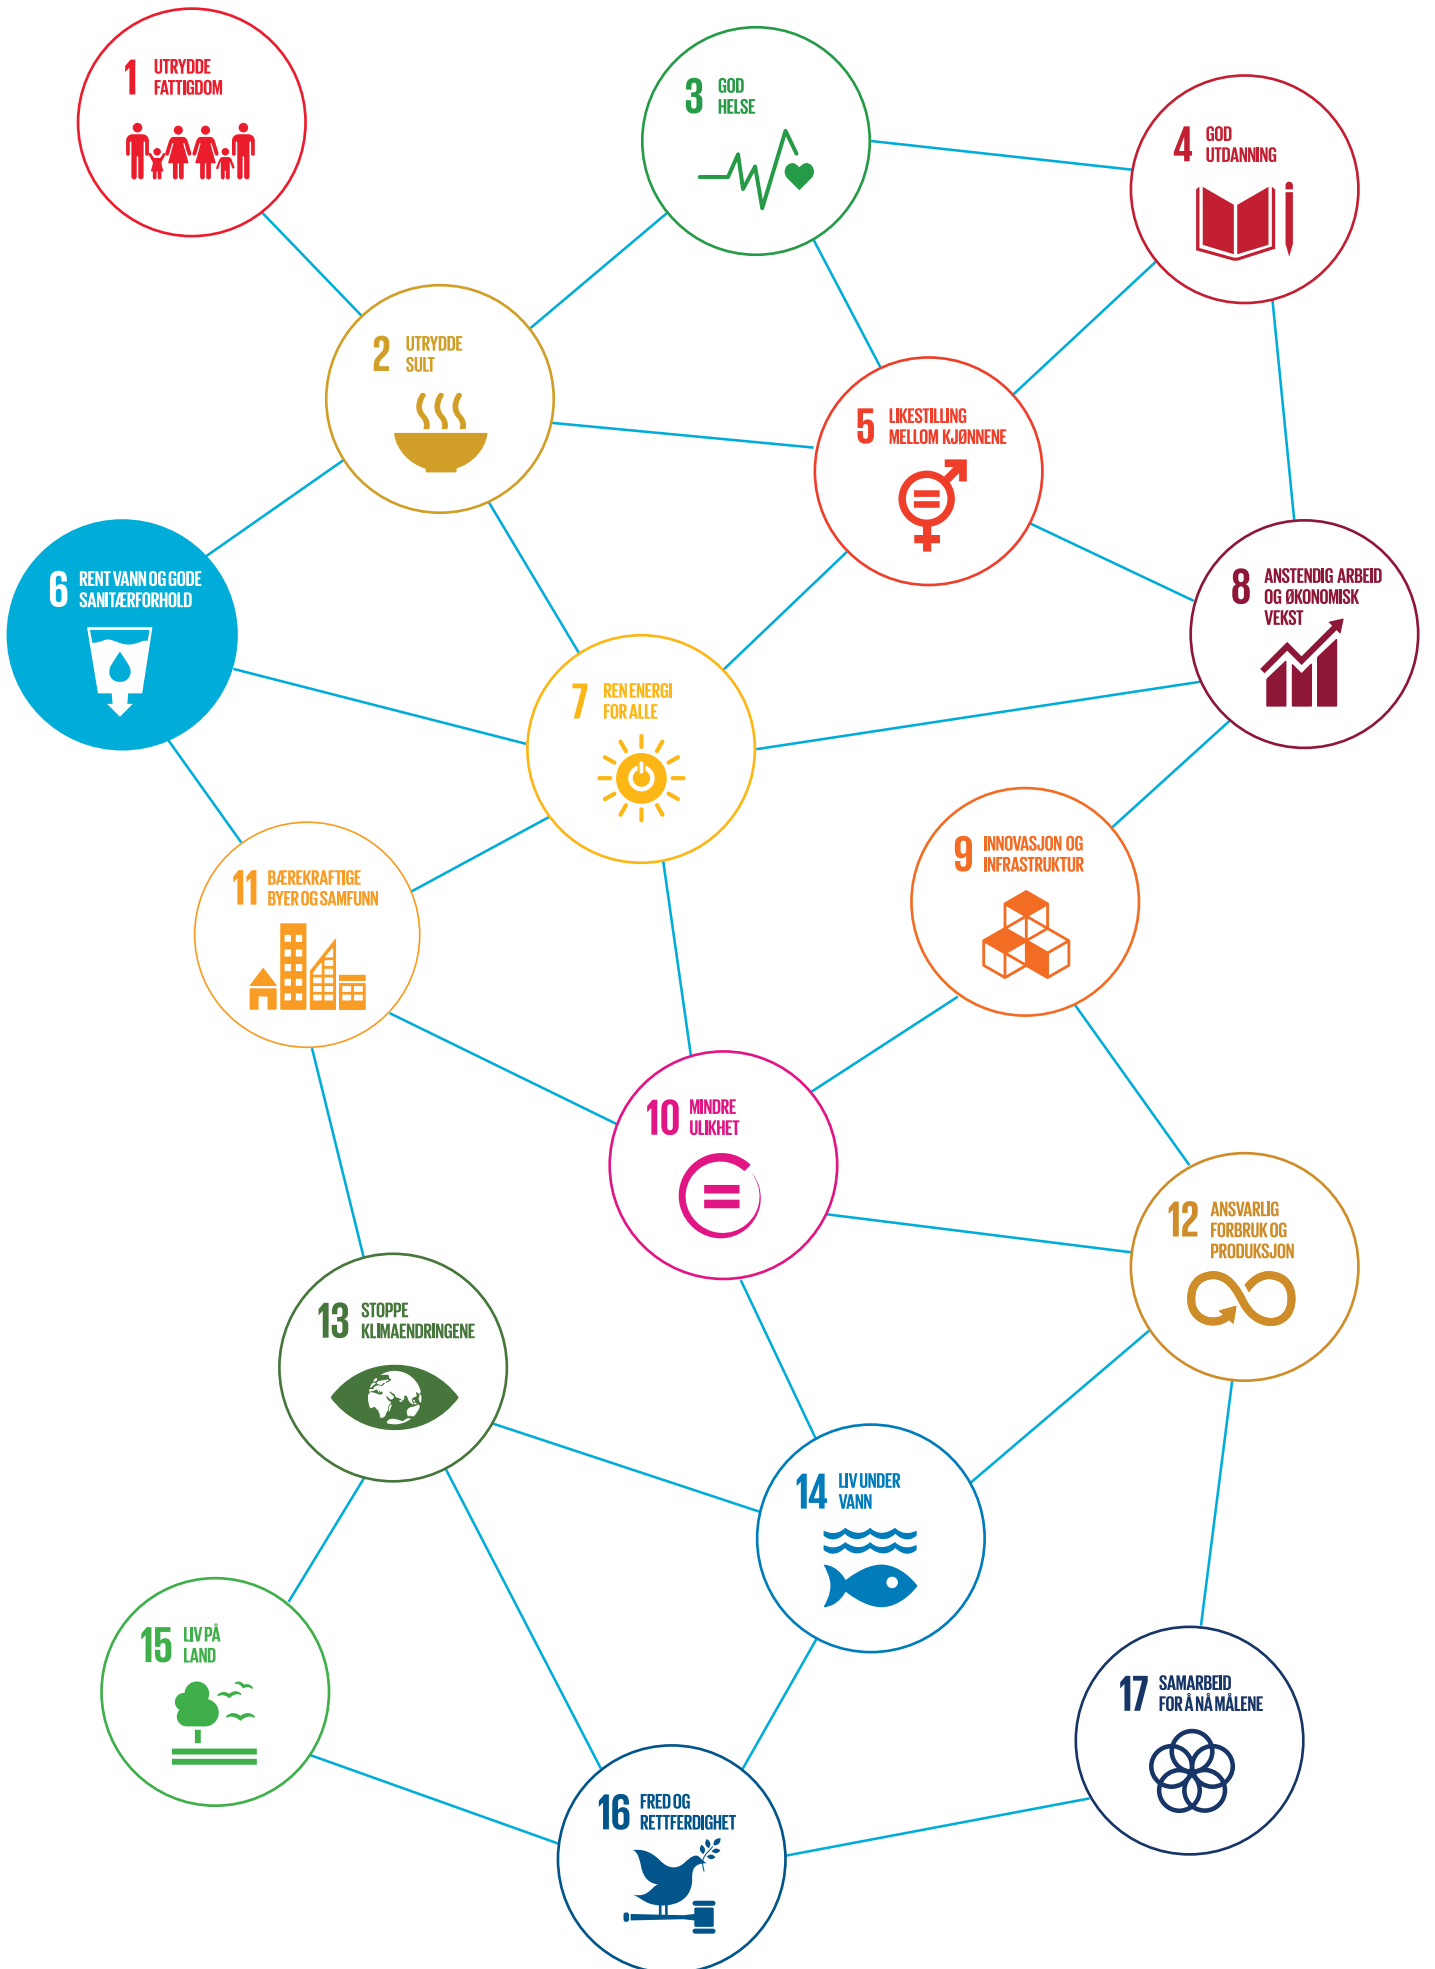 1 UTRYDDE
FATTIGDOM
3 GOD
HELSE
4 GOD
UTDANNING
2 UTRYDDE
SULT
5 LIKESTILLING
MELLOM KJØNNENE
6 RENT VANN OG GODE
SANITÆRFORHOLD
8 ANSTENDIG ARBEID
OG ØKONOMISK
VEKST
7 REN ENERGI
FOR ALLE
9 INNOVASJON OG
INFRASTRUKTUR
11 BÆREKRAFTIGE
BYER OG SAMFUNN
10 MINDRE
ULIKHET
12 ANSVARLIG
FORBRUK OG
PRODUKSJON
13 STOPPE
KLIMAENDRINGENE
14 LIV UNDER
VANN
15 LIV PÅ
LAND
17 SAMARBEID
FOR Å NÅ MÅLENE
16 FRED OG
RETTFERDIGHET